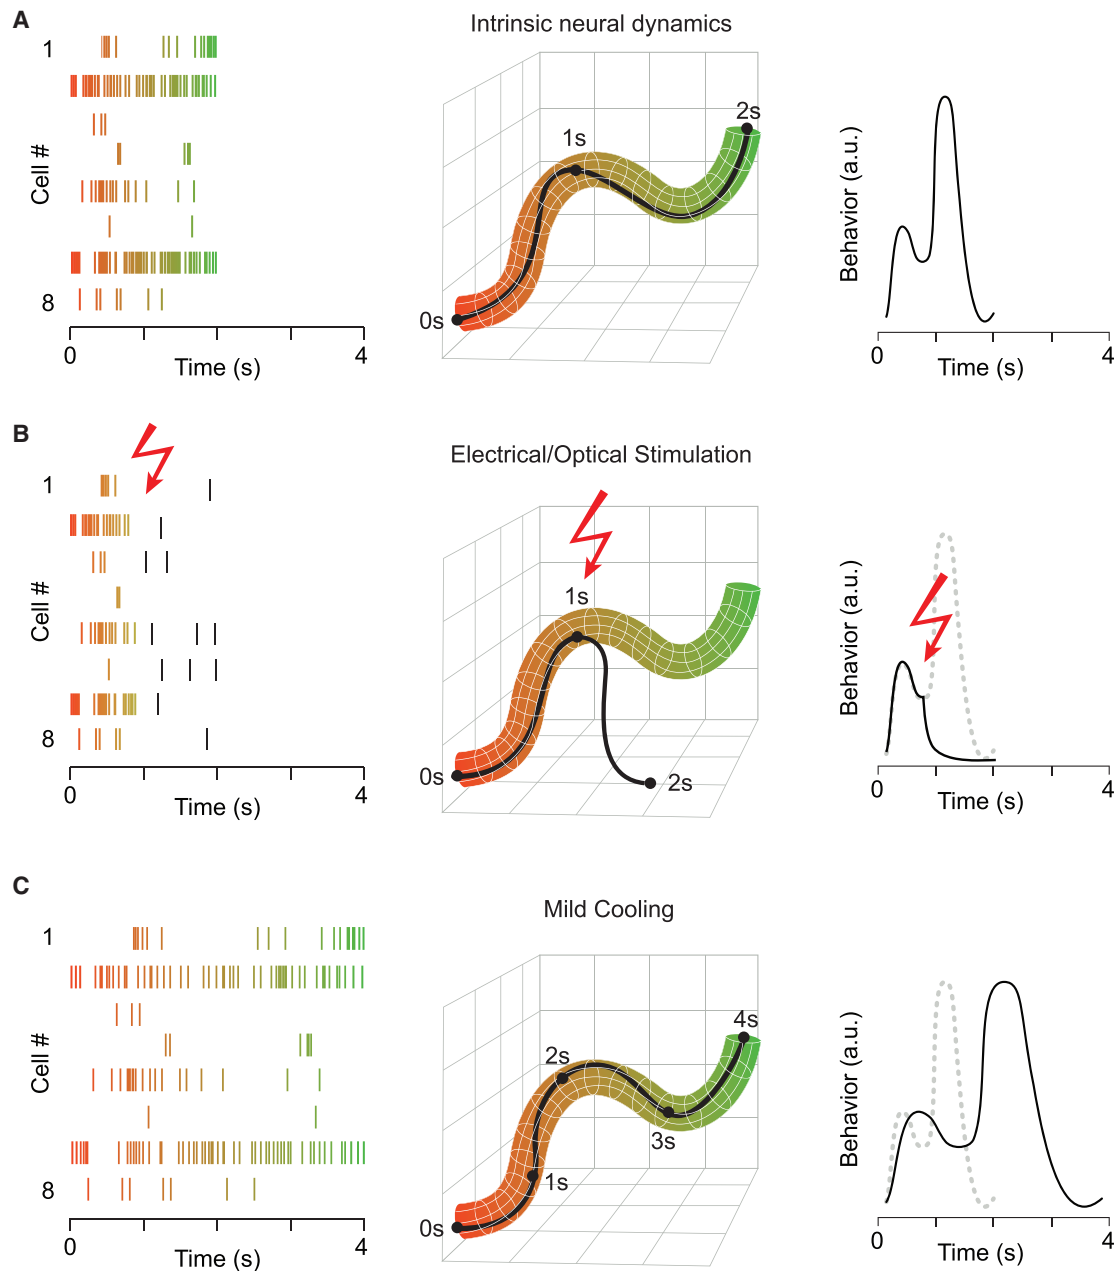 A
Intrinsic neural dynamics
1
Cell #
8
0
4
Time (s)
0s
1s
2s
Behavior (a.u.)
0
4
Time (s)
B
Electrical/Optical Stimulation
1
Cell #
8
0
4
Time (s)
0s
1s
2s
Behavior (a.u.)
0
4
Time (s)
C
Mild Cooling
1
Cell #
8
0
4
Time (s)
0s
1s
2s
3s
4s
Behavior (a.u.)
0
4
Time (s)